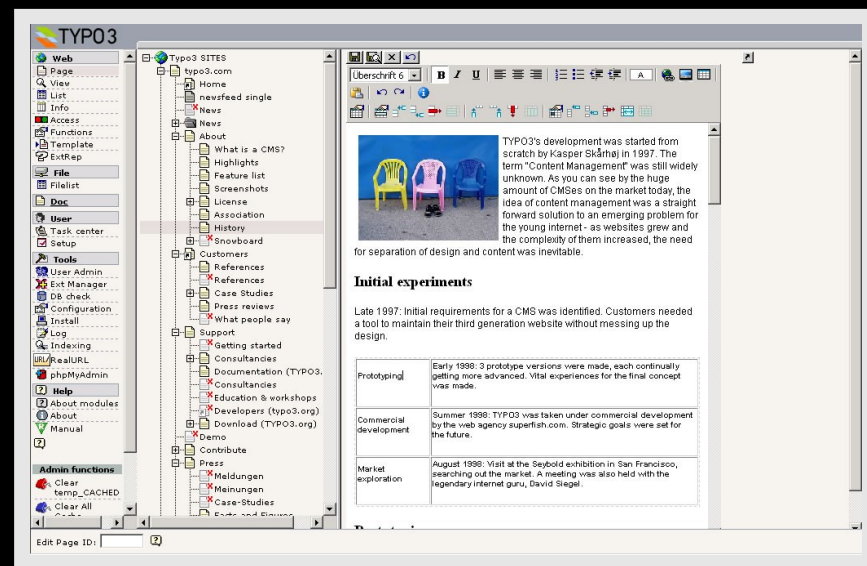 TYPO3
Web
Page
View
List
Info
Access
Functions
Template
ExtRep
File
Filelist
Doc
User
Task center
Setup
Tools
User Admin
Ext Manager
DB check
Configuration
Install
Log
Indexing
URL/ RealURL
phpMyAdmin
Help
About modules
About
Manual
Admin functions
Clear
temp_CACHED
Clear All
Edit Page ID:
Typo3 SITES
typo3.com
Home
newsfeed single
News
News
About
What is a CMS?
Highlights
Feature list
Screenshots
License
Association
History
Snowboard
Customers
References
References
Case Studies
Press reviews
What people say
Support
Getting started
Consultancies
Documentation (TYPO3.
Consultancies
Education & workshops
Developers (typo3.org)
Download (TYPO3.org)
Demo
Contribute
Press
Meldungen
Meinungen
Case-Studies
Facts and Figures
Überschrift 6
B I U
A
TYPO3's development was started from
scratch by Kasper Skårhøj in 1997. The
term "Content Management" was still widely
unknown. As you can see by the huge
amount of CMSes on the market today, the
idea of content management was a straight
forward solution to an emerging problem for
the young internet - as websites grew and
the complexity of them increased, the need
for separation of design and content was inevitable.
Initial experiments
Late 1997: Initial requirements for a CMS was identified. Customers needed
a tool to maintain their third generation website without messing up the
design.
Prototyping
Early 1998: 3 prototype versions were made, each continually
getting more advanced. Vital experiences for the final concept
was made.
Commercial
development
Summer 1998: TYPO3 was taken under commercial development
by the web agency superfish.com. Strategic goals were set for
the future.
Market
exploration
August 1998: Visit at the Seybold exhibition in San Francisco,
searching out the market. A meeting was also held with the
legendary internet guru, David Siegel.